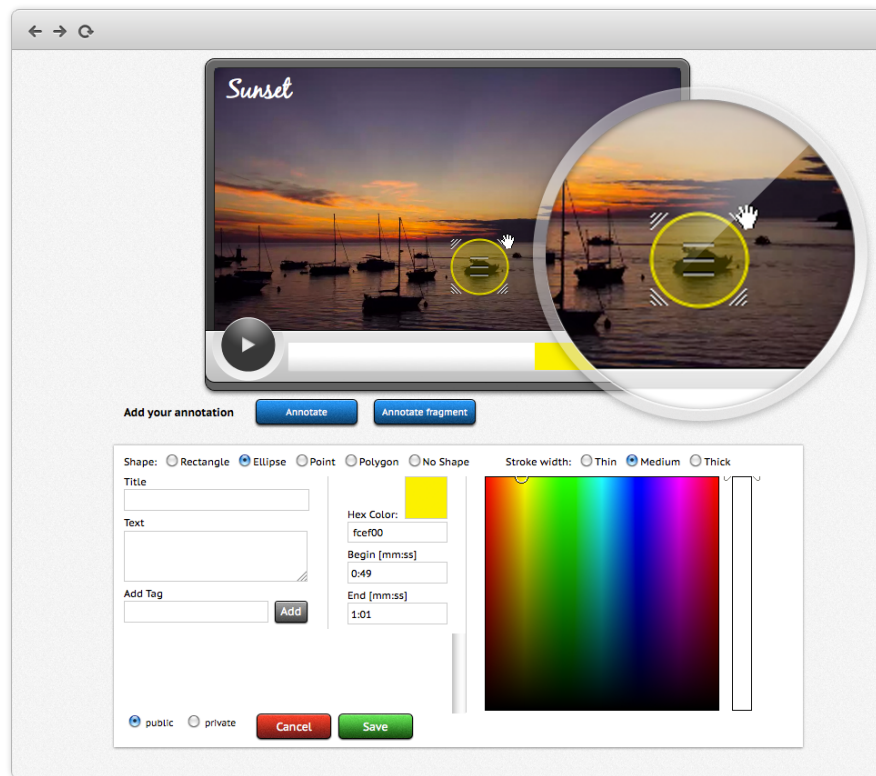 Sunset
Add your annotation Annotate Annotate fragment
Shape: Rectangle Ellipse Point Polygon No Shape Stroke width: Thin Medium Thick
Title
Hex Color:
Text
fcef00
Begin [mm:ss]
0:49
Add Tag
End [mm:ss]
Add
1:01
public private Cancel Save